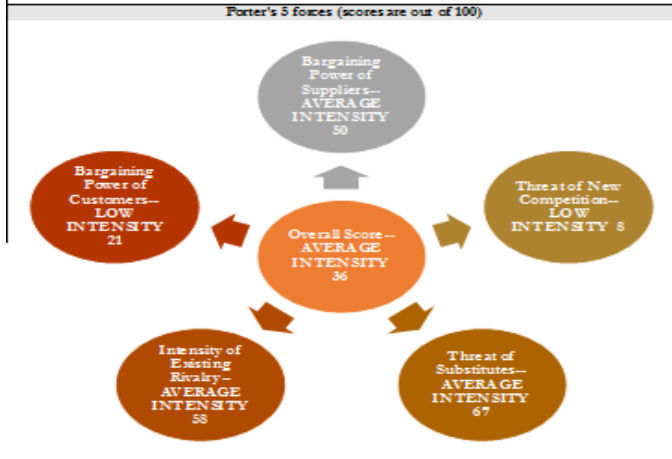 Porter's 5 forces (scores are out of 100)
Bargaining
Power of
Suppliers--
AVERAGE
INTENSITY
50
Bargaining
Power of
Customers--
LOW
INTENSITY
21
Threat of New
Competition--
LOW
INTENSITY 8
Overall Score--
AVERAGE
INTENSITY
36
Intensity of
Existing
Rivalry–
AVERAGE
INTENSITY
58
Threat of
Substitutes--
AVERAGE
INTENSITY
67